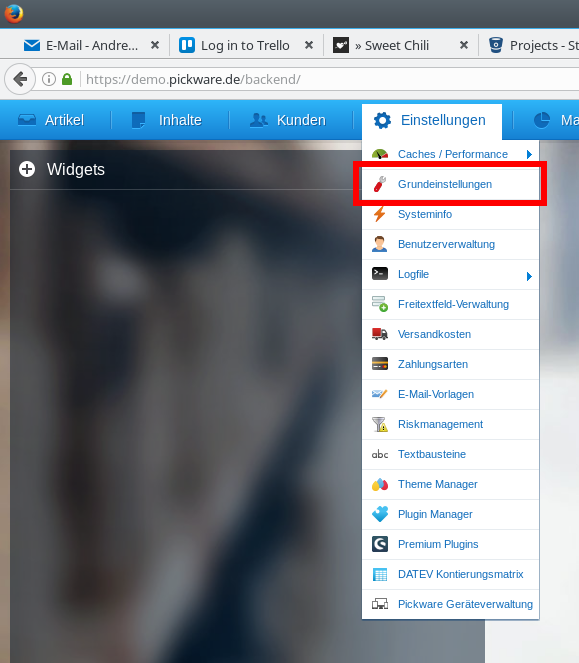 E-Mail - Andre... × Log in to Trello × » Sweet Chili × Projects - St
https://demo.pickware.de/backend/
Artikel Inhalte Kunden Einstellungen Ma
Widgets
Caches / Performance
Grundeinstellungen
Systeminfo
Benutzerverwaltung
Logfile
Freitextfeld-Verwaltung
Versandkosten
Zahlungsarten
E-Mail-Vorlagen
Riskmanagement
abc Textbausteine
Theme Manager
Plugin Manager
Premium Plugins
DATEV Kontierungsmatrix
Pickware Geräteverwaltung